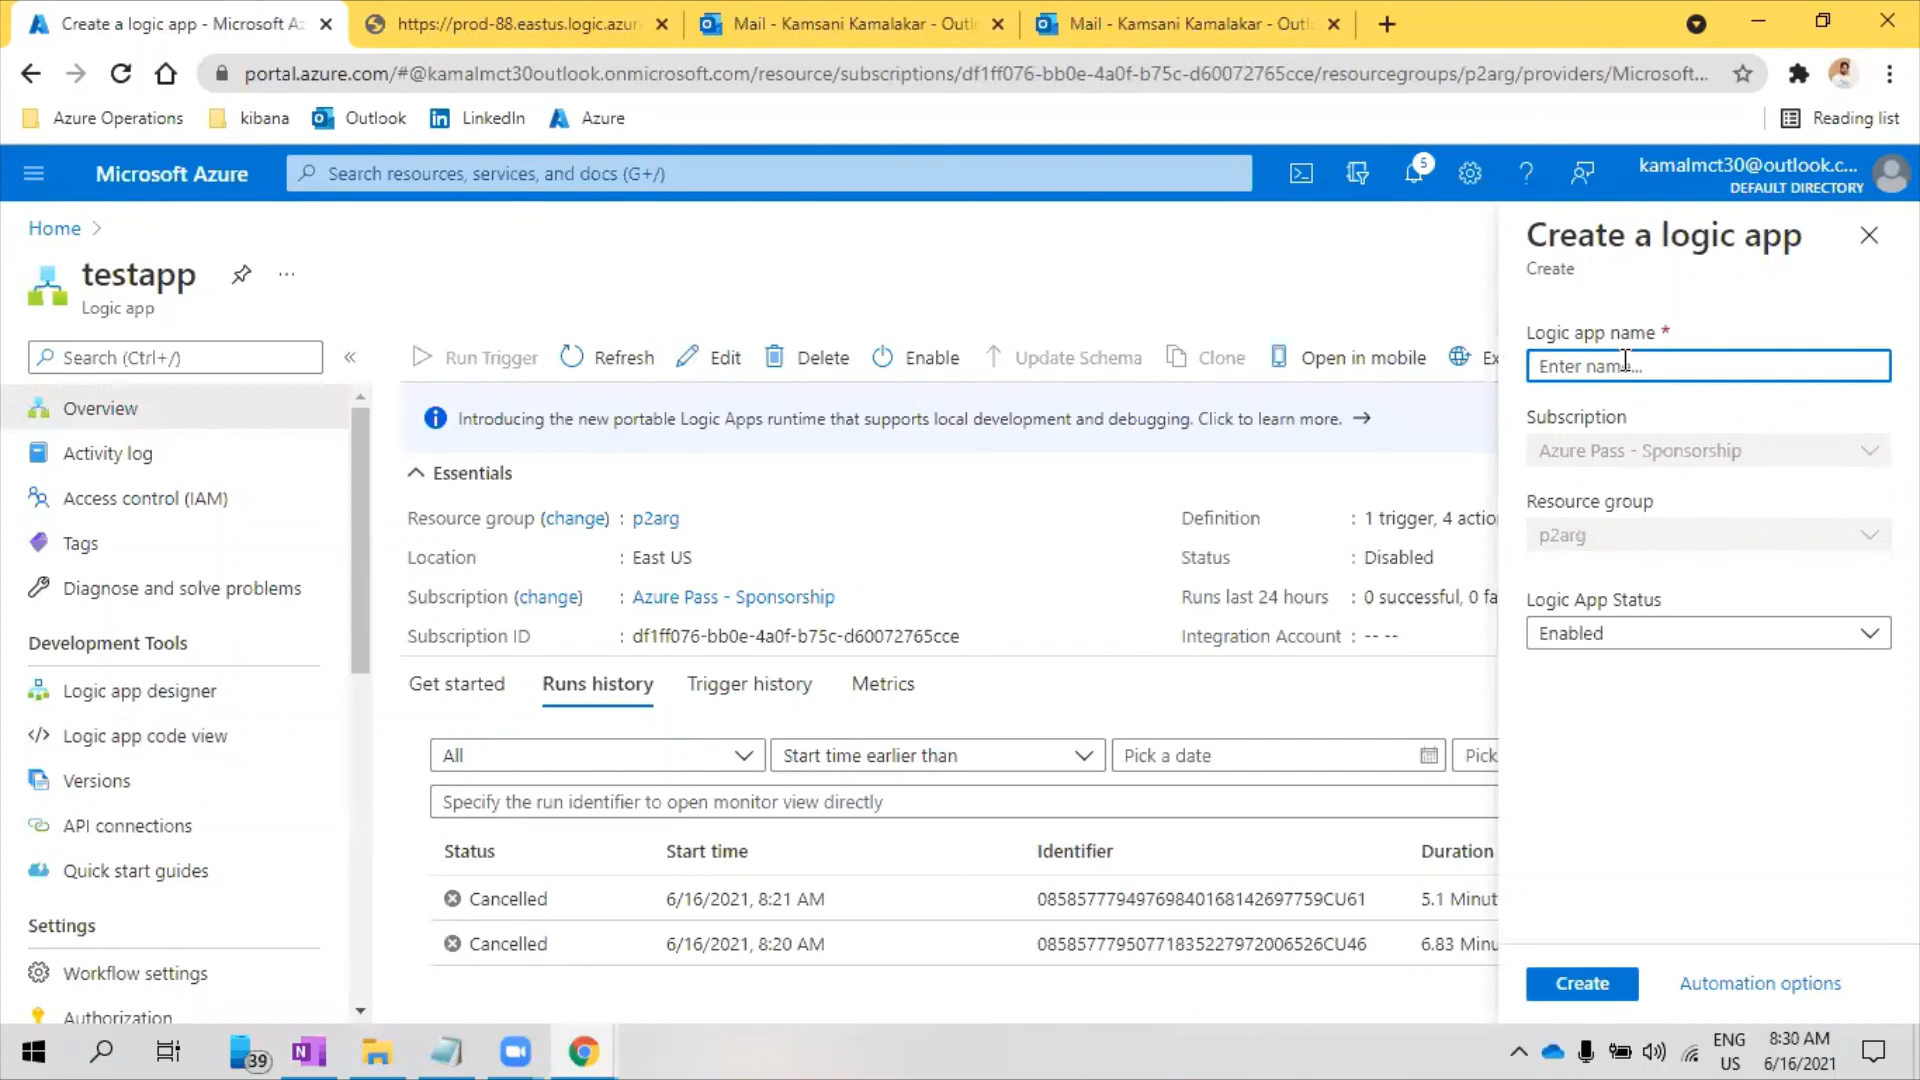 Create a logic app - Microsoft Az
https://prod-88.eastus.logic.azur
Mail - Kamsani Kamalakar - Outl
Mail - Kamsani Kamalakar - Outl
portal.azure.com/#@kamalmct30outlook.onmicrosoft.com/resource/subscriptions/df1ff076-bb0e-4a0f-b75c-d60072765cce/resourcegroups/p2arg/providers/Microsoft...
Azure Operations
kibana
Outlook
LinkedIn
Azure
Reading list
Microsoft Azure
Search resources, services, and docs (G+/)
5
kamalmct30@outlook.c...
DEFAULT DIRECTORY
Home >
testapp
...
Logic app
Search (Ctrl+/)
«
Overview
Activity log
Access control (IAM)
Tags
Diagnose and solve problems
Development Tools
Logic app designer
Logic app code view
Versions
API connections
Quick start guides
Settings
Workflow settings
Authorization
Run Trigger
Refresh
Edit
Delete
Enable
Update Schema
Clone
Open in mobile
Ex
Introducing the new portable Logic Apps runtime that supports local development and debugging. Click to learn more. →
Essentials
Resource group (change) : p2arg
Location : East US
Subscription (change) : Azure Pass - Sponsorship
Subscription ID : df1ff076-bb0e-4a0f-b75c-d60072765cce
Definition : 1 trigger, 4 actio
Status : Disabled
Runs last 24 hours : 0 successful, 0 fa
Integration Account : -- --
Get started
Runs history
Trigger history
Metrics
All
Start time earlier than
Pick a date
Pick
Specify the run identifier to open monitor view directly
Status Start time Identifier Duration
Cancelled 6/16/2021, 8:21 AM 08585777949769840168142697759CU61 5.1 Minut
Cancelled 6/16/2021, 8:20 AM 08585777950771835227972006526CU46 6.83 Minu
Create a logic app
Create
Logic app name *
Enter name...
Subscription
Azure Pass - Sponsorship
Resource group
p2arg
Logic App Status
Enabled
Create
Automation options
39
ENG
US
8:30 AM
6/16/2021